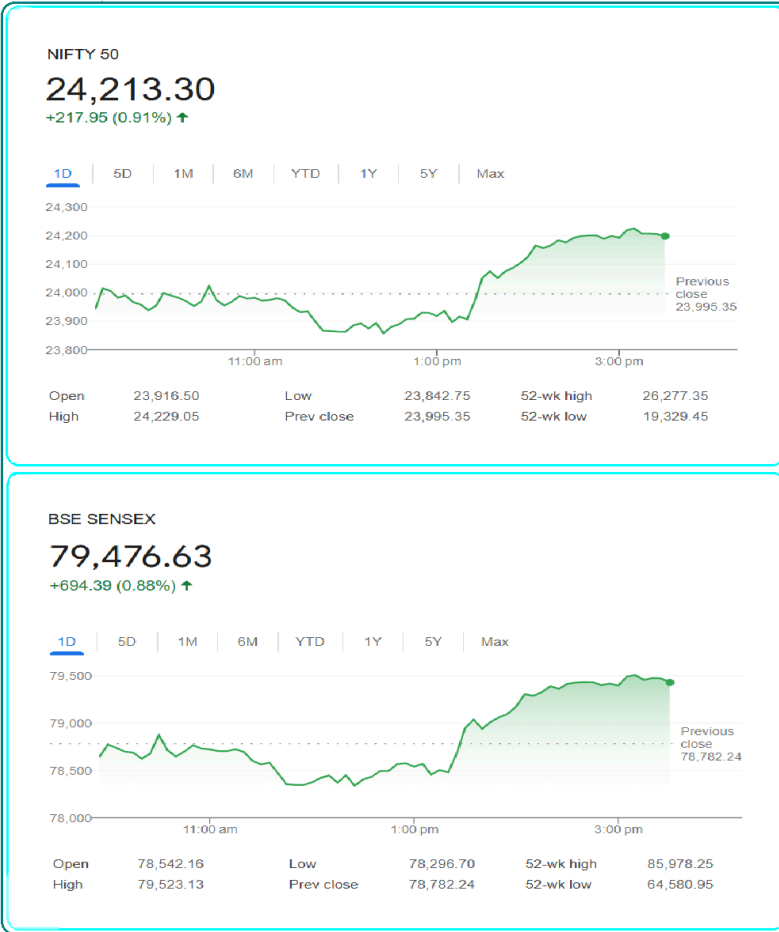 NIFTY 50
24,213.30
+217.95 (0.91%) ↑
1D 5D 1M 6M YTD 1Y 5Y Max
24,300
24,200
24,100
24,000
23,900
23,800
Previous
close
23,995.35
11:00 am 1:00 pm 3:00 pm
Open 23,916.50 Low 23,842.75 52-wk high 26,277.35
High 24,229.05 Prev close 23,995.35 52-wk low 19,329.45
BSE SENSEX
79,476.63
+694.39 (0.88%) ↑
1D 5D 1M 6M YTD 1Y 5Y Max
79,500
79,000
78,500
78,000
Previous
close
78,782.24
11:00 am 1:00 pm 3:00 pm
Open 78,542.16 Low 78,296.70 52-wk high 85,978.25
High 79,523.13 Prev close 78,782.24 52-wk low 64,580.95